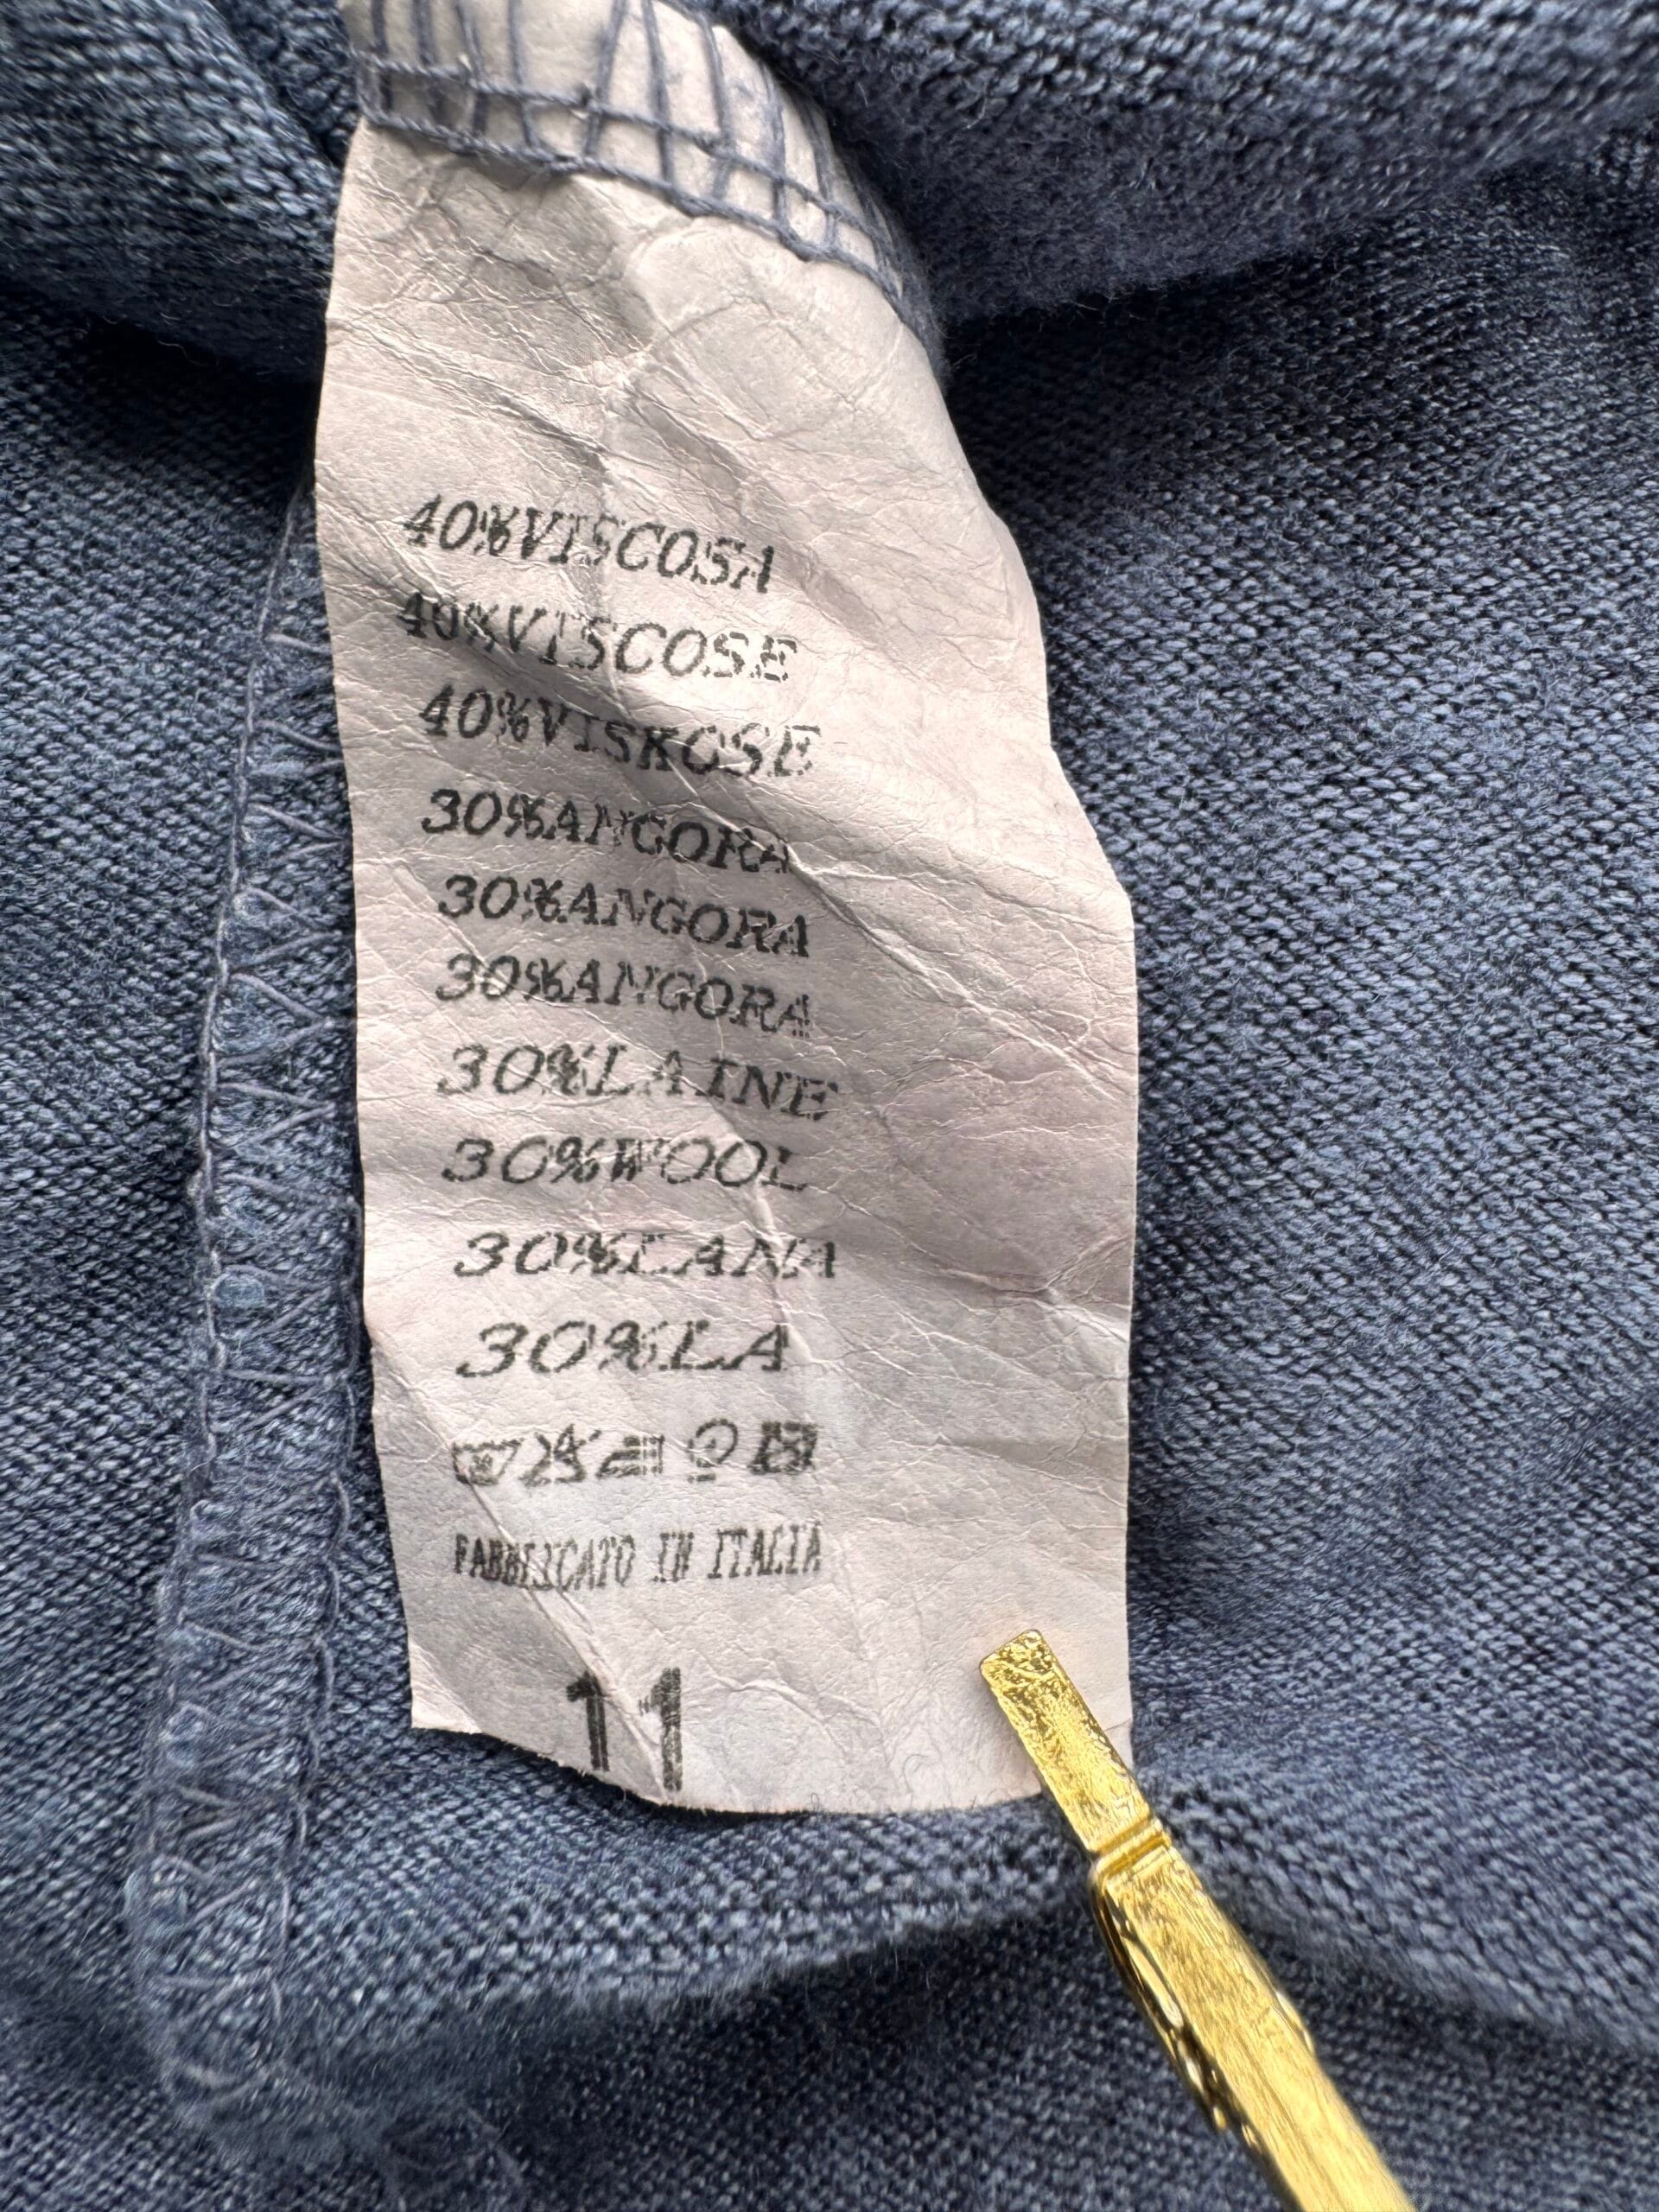 40%VISCOSA
40%VISCOSE
40%VISKOSE
30%ANGORA
30%ANGORA
30%ANGORA
30%LAINE
30%WOOL
30%LANA
30%LA
FABBLICATO IN ITALIA
11